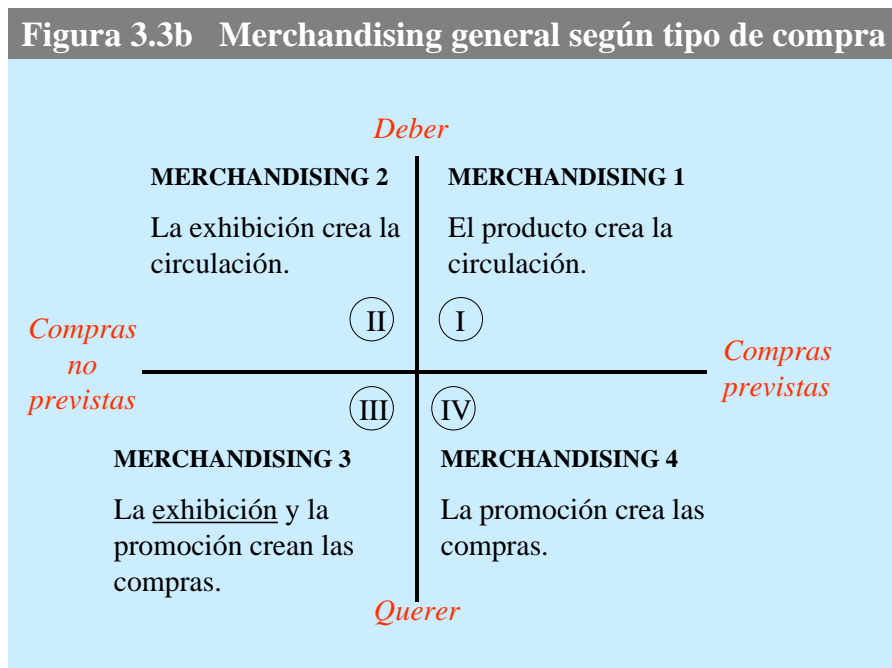 Figura 3.3b Merchandising general según tipo de compra
Deber
MERCHANDISING 2
La exhibición crea la
circulación.
II
MERCHANDISING 1
El producto crea la
circulación.
I
Compras
no
previstas
Compras
previstas
III
MERCHANDISING 3
La exhibición y la
promoción crean las
compras.
IV
MERCHANDISING 4
La promoción crea las
compras.
Querer